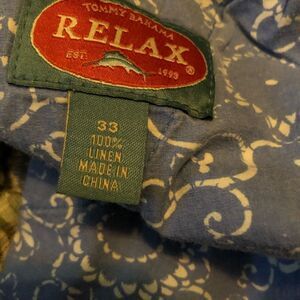 TOMMY BAHAMA
RELAX®
EST. 1993
33
100%
LINEN
MADE IN
CHINA